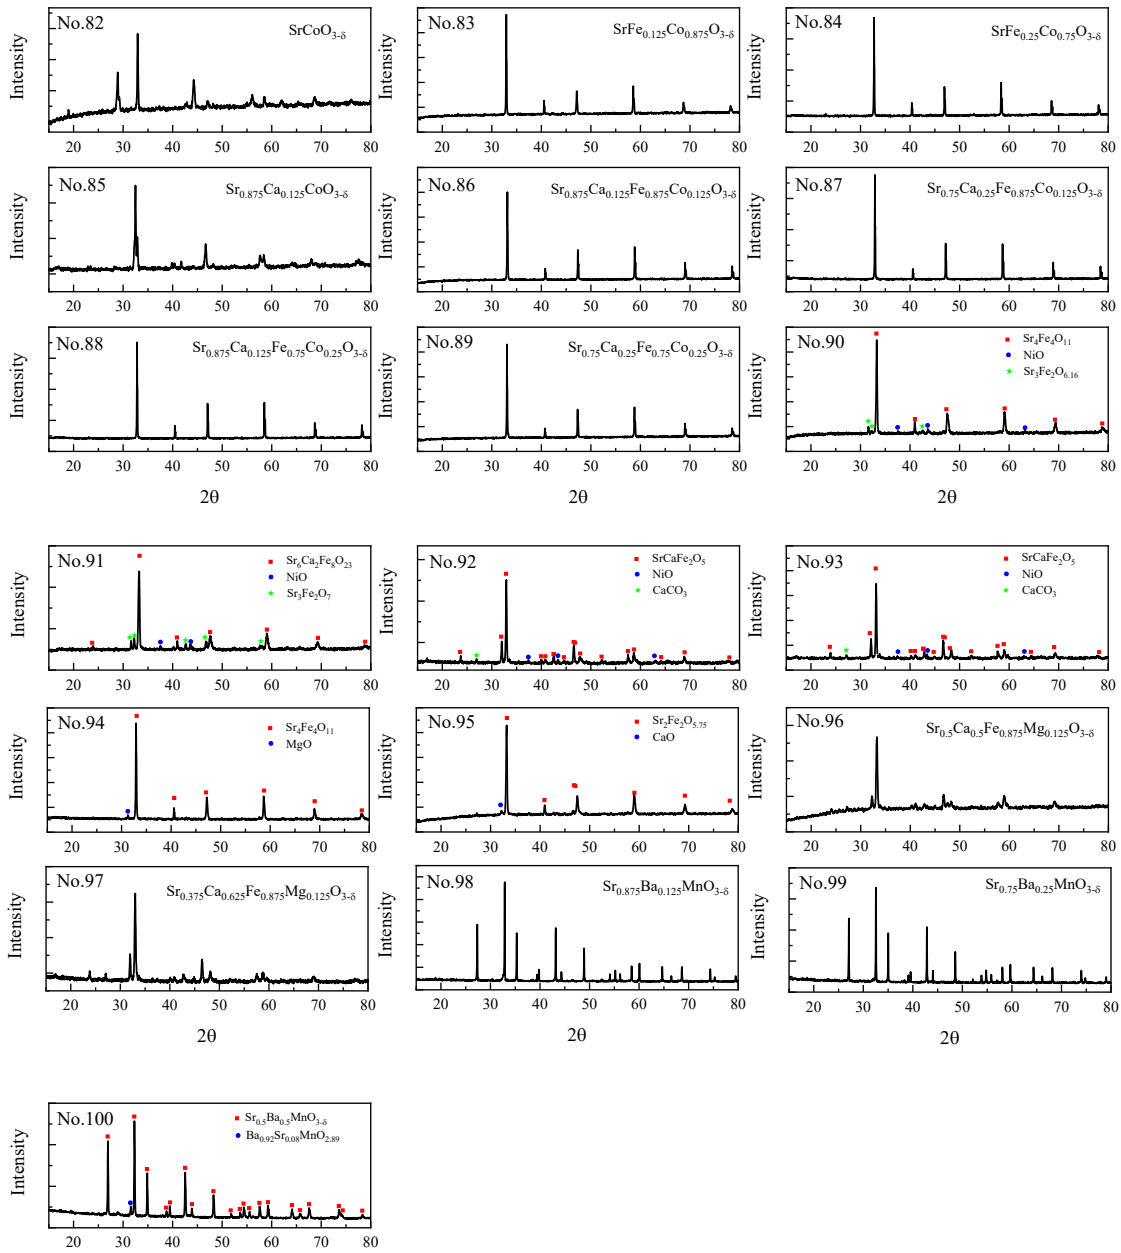 No.82
SrCoO3-δ
Intensity
20 30 40 50 60 70 80
No.83
SrFe0.125Co0.875O3-δ
Intensity
20 30 40 50 60 70 80
No.84
SrFe0.25Co0.75O3-δ
Intensity
20 30 40 50 60 70 80
No.85
Sr0.875Ca0.125CoO3-δ
Intensity
20 30 40 50 60 70 80
No.86
Sr0.875Ca0.125Fe0.875Co0.125O3-δ
Intensity
20 30 40 50 60 70 80
No.87
Sr0.75Ca0.25Fe0.875Co0.125O3-δ
Intensity
20 30 40 50 60 70 80
No.88
Sr0.875Ca0.125Fe0.75Co0.25O3-δ
Intensity
20 30 40 50 60 70 80
2θ
No.89
Sr0.75Ca0.25Fe0.75Co0.25O3-δ
Intensity
20 30 40 50 60 70 80
2θ
No.90
Sr4Fe4O11
NiO
Sr3Fe2O6.16
Intensity
20 30 40 50 60 70 80
2θ
No.91
Sr6Ca2Fe8O23
NiO
Sr3Fe2O7
Intensity
20 30 40 50 60 70 80
No.92
SrCaFe2O5
NiO
CaCO3
Intensity
20 30 40 50 60 70 80
No.93
SrCaFe2O5
NiO
CaCO3
Intensity
20 30 40 50 60 70 80
No.94
Sr4Fe4O11
MgO
Intensity
20 30 40 50 60 70 80
No.95
Sr2Fe2O5.75
CaO
Intensity
20 30 40 50 60 70 80
No.96
Sr0.5Ca0.5Fe0.875Mg0.125O3-δ
Intensity
20 30 40 50 60 70 80
No.97
Sr0.375Ca0.625Fe0.875Mg0.125O3-δ
Intensity
20 30 40 50 60 70 80
2θ
No.98
Sr0.875Ba0.125MnO3-δ
Intensity
20 30 40 50 60 70 80
2θ
No.99
Sr0.75Ba0.25MnO3-δ
Intensity
20 30 40 50 60 70 80
2θ
No.100
Sr0.5Ba0.5MnO3-δ
Ba0.92Sr0.08MnO2.89
Intensity
20 30 40 50 60 70 80